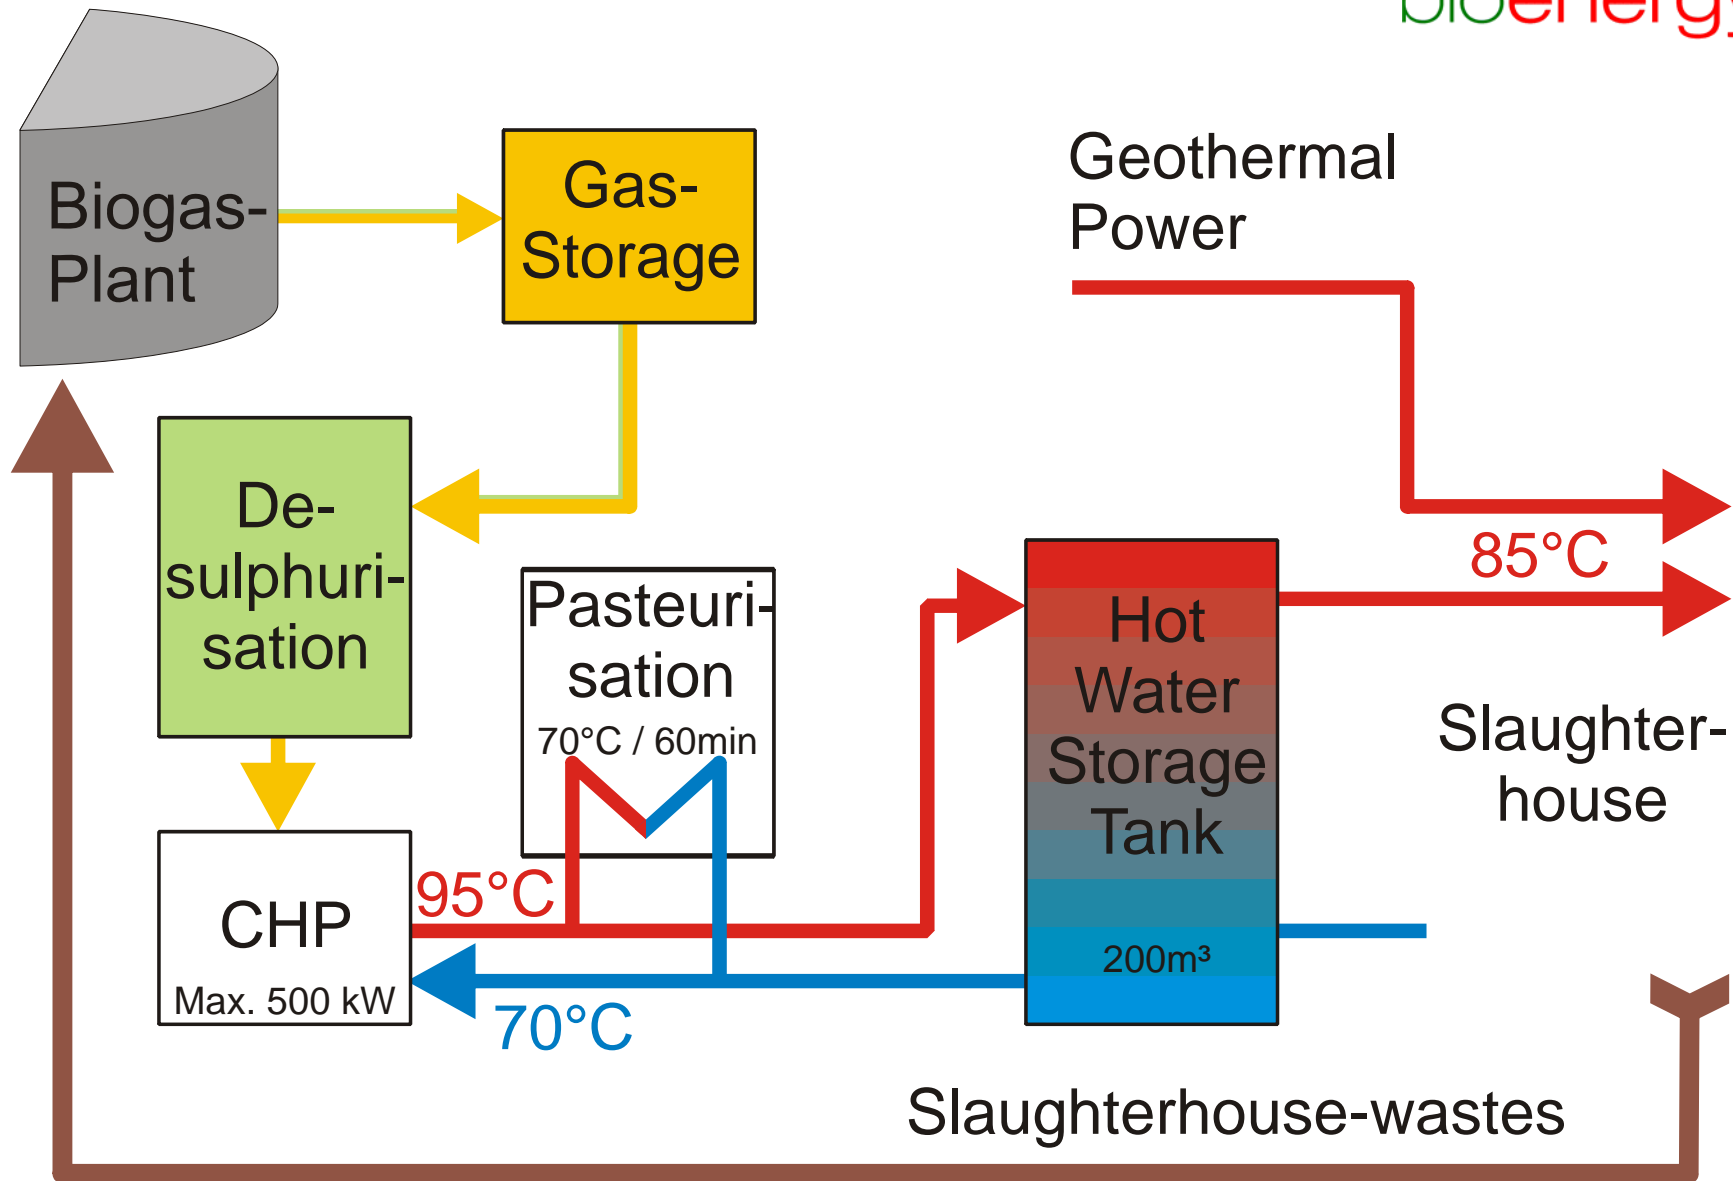 bioenergy
Biogas-
Plant
Gas-
Storage
Geothermal
Power
De-
sulphuri-
sation
Pasteuri-
sation
70°C / 60min
85°C
Hot
Water
Storage
Tank
200m³
Slaughter-
house
CHP
Max. 500 kW
95°C
70°C
Slaughterhouse-wastes